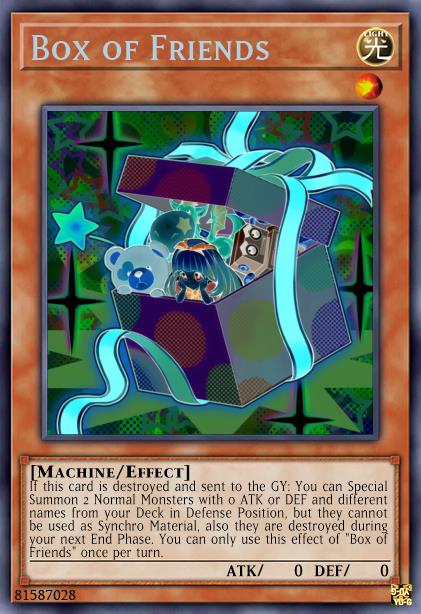 BOX OF FRIENDS
LIGHT
光
[MACHINE/EFFECT]
If this card is destroyed and sent to the GY: You can Special
Summon 2 Normal Monsters with 0 ATK or DEF and different
names from your Deck in Defense Position, but they cannot
be used as Synchro Material, also they are destroyed during
your next End Phase. You can only use this effect of "Box of
Friends" once per turn.
ATK/ 0 DEF/ 0
81587028